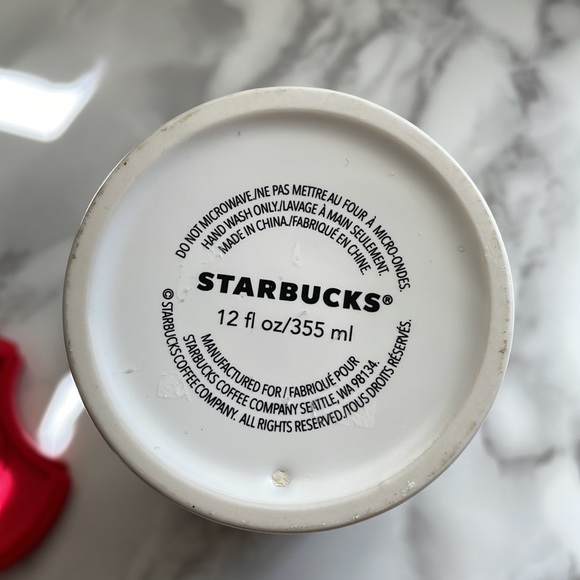 DO NOT MICROWAVE./NE PAS METTRE AU FOUR À MICRO-ONDES.
HAND WASH ONLY./LAVAGE À MAIN SEULEMENT.
MADE IN CHINA./FABRIQUÉ EN CHINE.
STARBUCKS®
12 fl oz/355 ml
MANUFACTURED FOR / FABRIQUÉ POUR
STARBUCKS COFFEE COMPANY SEATTLE, WA 98134.
© STARBUCKS COFFEE COMPANY. ALL RIGHTS RESERVED./TOUS DROITS RÉSERVÉS.